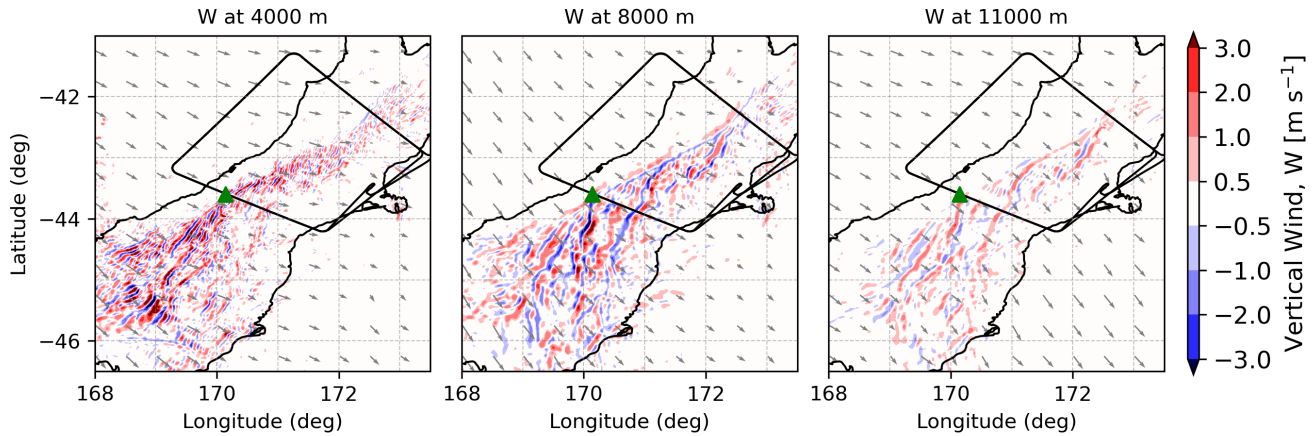 W at 4000 m
W at 8000 m
W at 11000 m
Latitude (deg)
−42
−44
−46
168 170 172
Longitude (deg)
168 170 172
Longitude (deg)
168 170 172
Longitude (deg)
3.0
2.0
1.0
0.5
−0.5
−1.0
−2.0
−3.0
Vertical Wind, W [m s⁻¹]